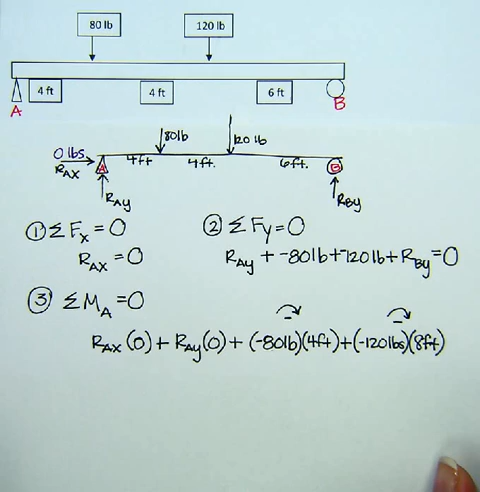 80 lb 120 lb
4 ft 4 ft 6 ft
A B
80lb 120 lb
0 lbs
4ft 4ft. 6ft.
RAX A B
RAY RBY
① ΣFx = 0 ② ΣFy = 0
RAX = 0 RAY + -80lb + -120lb + RBY = 0
③ ΣMA = 0
RAX (0) + RAY (0) + (-80lb)(4ft) + (-120lbs)(8ft)